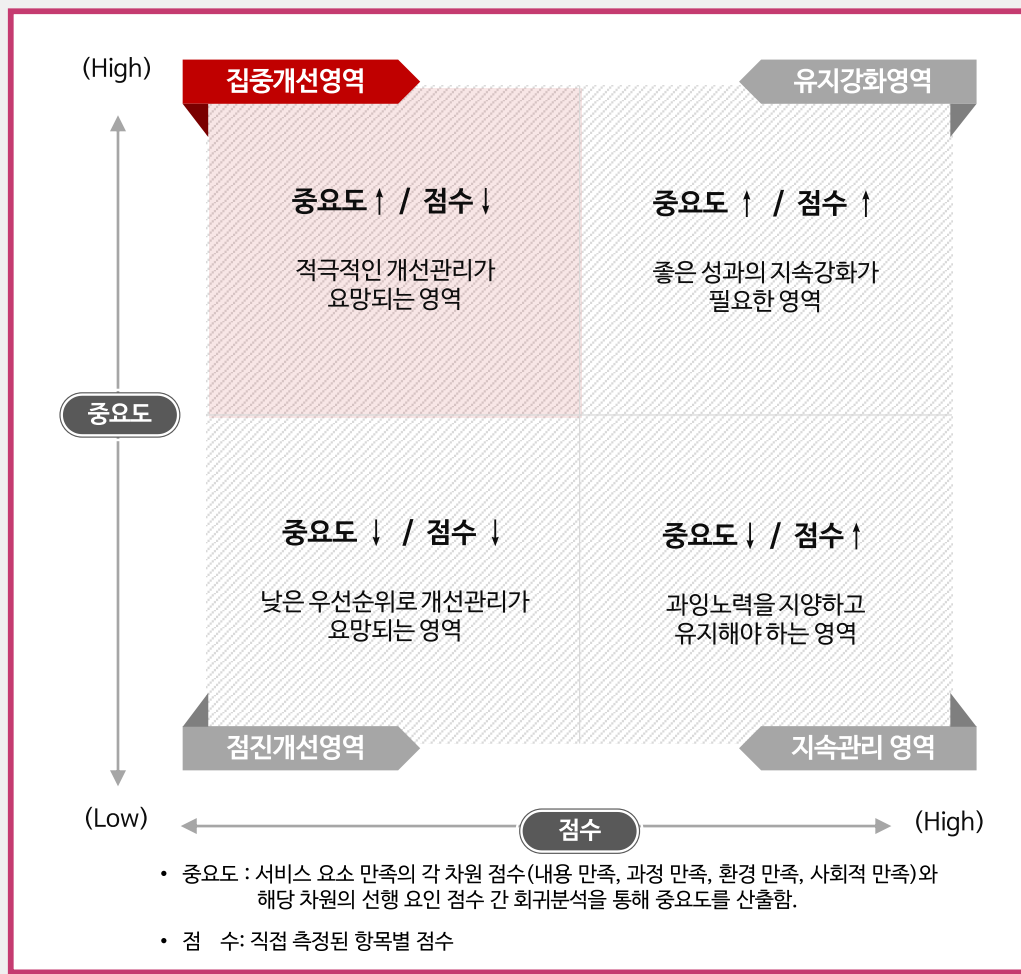 (High)
집중개선영역
유지강화영역
중요도↑ / 점수↓
적극적인 개선관리가
요망되는 영역
중요도 ↑ / 점수 ↑
좋은 성과의 지속강화가
필요한 영역
중요도
중요도 ↓ / 점수 ↓
낮은 우선순위로 개선관리가
요망되는 영역
중요도↓ / 점수↑
과잉노력을 지양하고
유지해야 하는 영역
점진개선영역
지속관리 영역
(Low)
점수
(High)
• 중요도 : 서비스 요소 만족의 각 차원 점수(내용 만족, 과정 만족, 환경 만족, 사회적 만족)와
해당 차원의 선행 요인 점수 간 회귀분석을 통해 중요도를 산출함.
• 점 수: 직접 측정된 항목별 점수